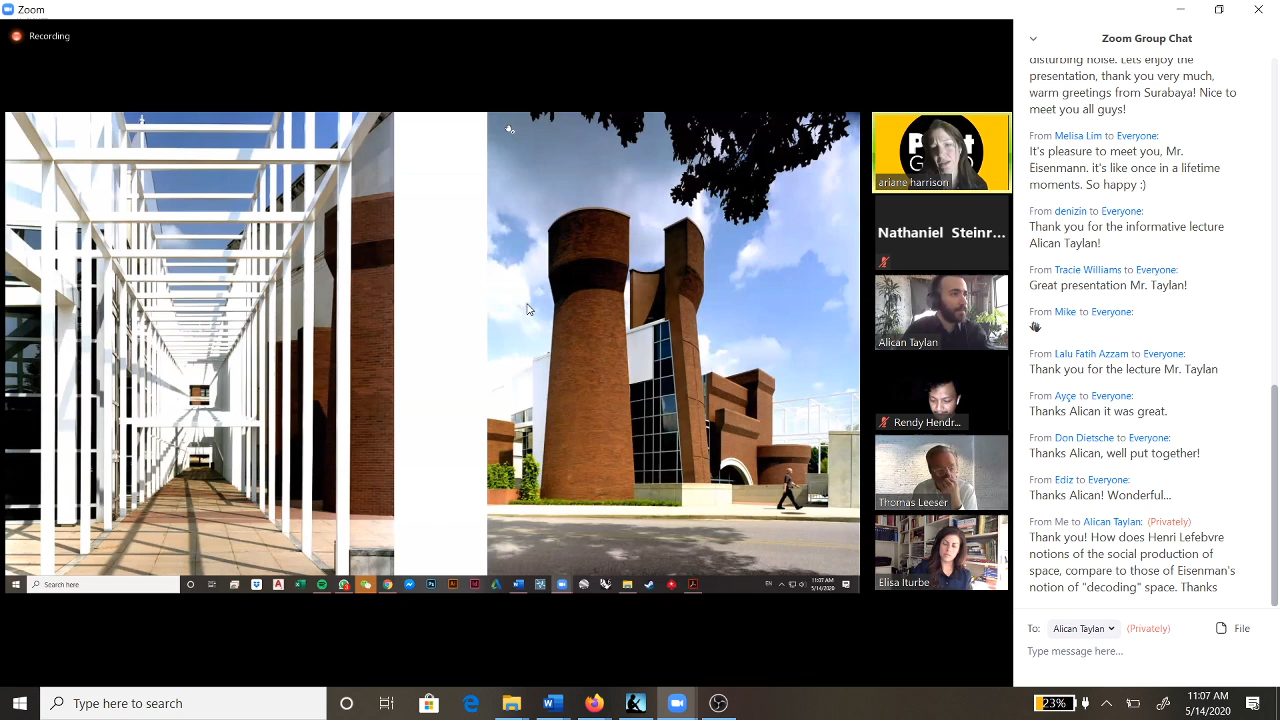 Zoom
Recording
Zoom Group Chat
disturbing noise. Lets enjoy the
presentation, thank you very much,
warm greetings from Surabaya! Nice to
meet you all guys!
From Melisa Lim to Everyone:
It's pleasure to meet you, Mr.
Eisenmann. it's like once in a lifetime
moments. So happy :)
From denizin to Everyone:
Thank you for the informative lecture
Alican Taylan!
From Tracie Williams to Everyone:
Great presentation Mr. Taylan!
From Mike to Everyone:
From Lalu Fatih Azzam to Everyone:
Thank you for the lecture Mr. Taylan
From Ayçe to Everyone:
Thanks Alican it was great.
From Don Dietsche to Everyone:
Thanks Alican, well put together!
From Ediz to Everyone:
Thanks Alican! Wonderful...
From Me to Alican Taylan: (Privately)
Thank you! How does Henri Lefebvre
notions of the social production of
space, compare to those of Eisenman's
notion of "decoding" space. Thanks
To: Alican Taylan (Privately)
File
Type message here...
ariane harrison
Nathaniel Steinr...
Alican Taylan
Rendy Hendr...
Thomas Leeser
Elisa Iturbe
Search here
EN
11:07 AM
5/14/2020
Type here to search
23%
11:07 AM
5/14/2020